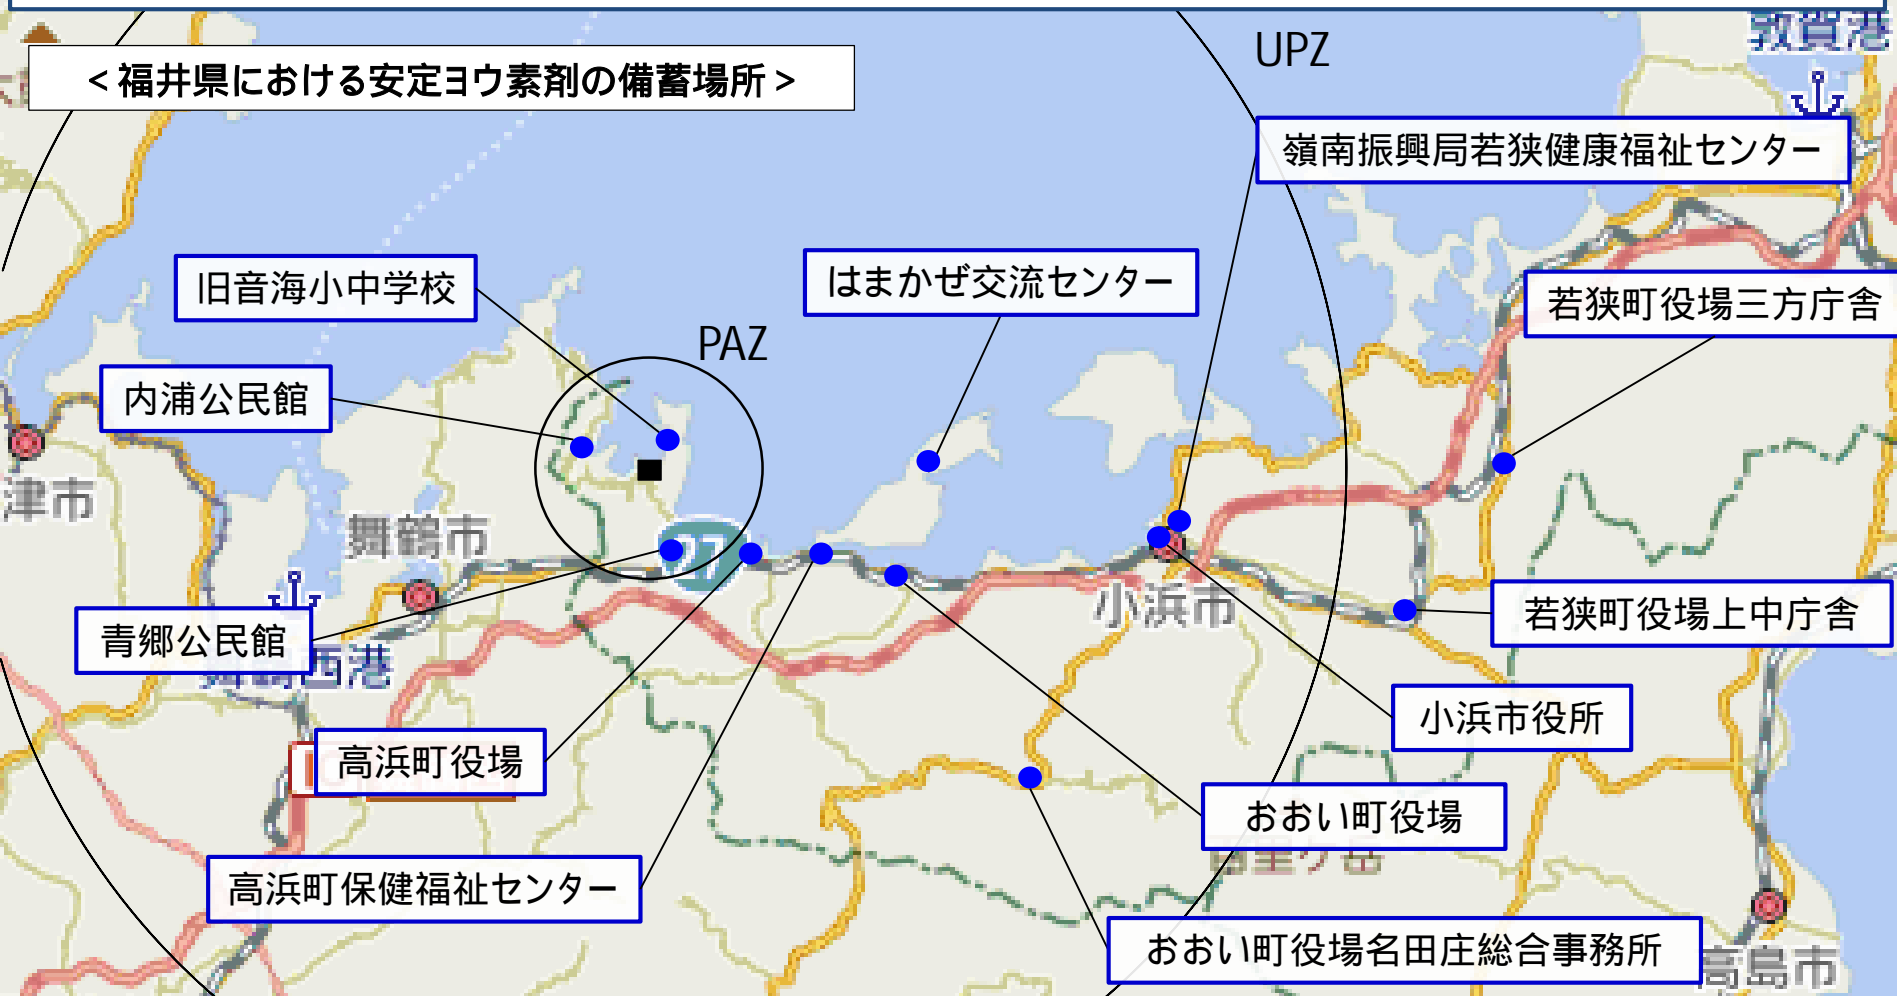 敦賀港
UPZ
<福井県における安定ヨウ素剤の備蓄場所>
嶺南振興局若狭健康福祉センター
はまかぜ交流センター
旧音海小中学校
若狭町役場三方庁舎
PAZ
内浦公民館
津市
舞鶴市
27
小浜市
若狭町役場上中庁舎
青郷公民館
西港
小浜市役所
高浜町役場
おおい町役場
高浜町保健福祉センター
おおい町役場名田庄総合事務所
高島市